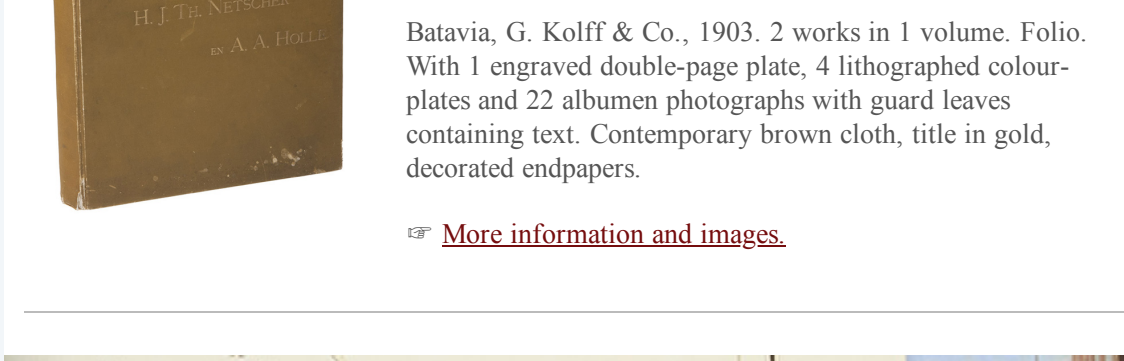 H. J. TH. NETSCHER
EN A. A. HOLLE
Batavia, G. Kolff & Co., 1903. 2 works in 1 volume. Folio.
With 1 engraved double-page plate, 4 lithographed colour-
plates and 22 albumen photographs with guard leaves
containing text. Contemporary brown cloth, title in gold,
decorated endpapers.
☞ More information and images.